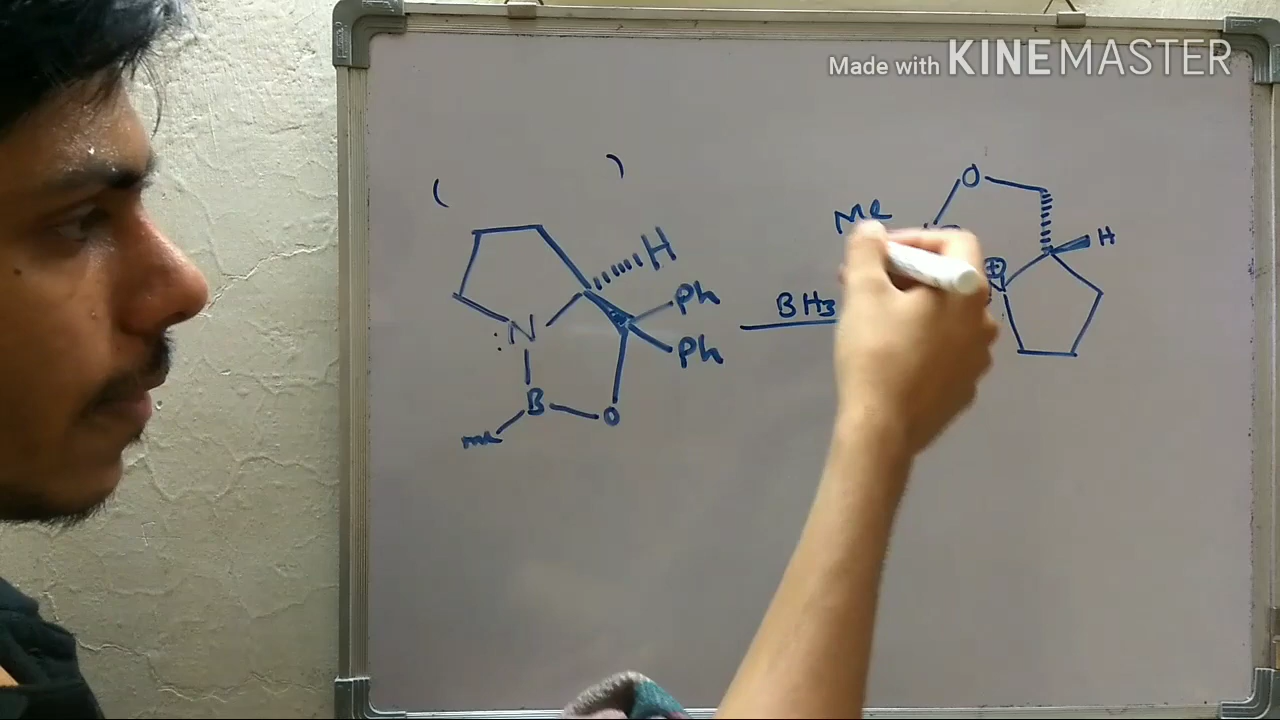 Made with KINEMASTER
( )
H
Ph
:N
Ph
B
O
me
BH3
Me
O
H
⊕